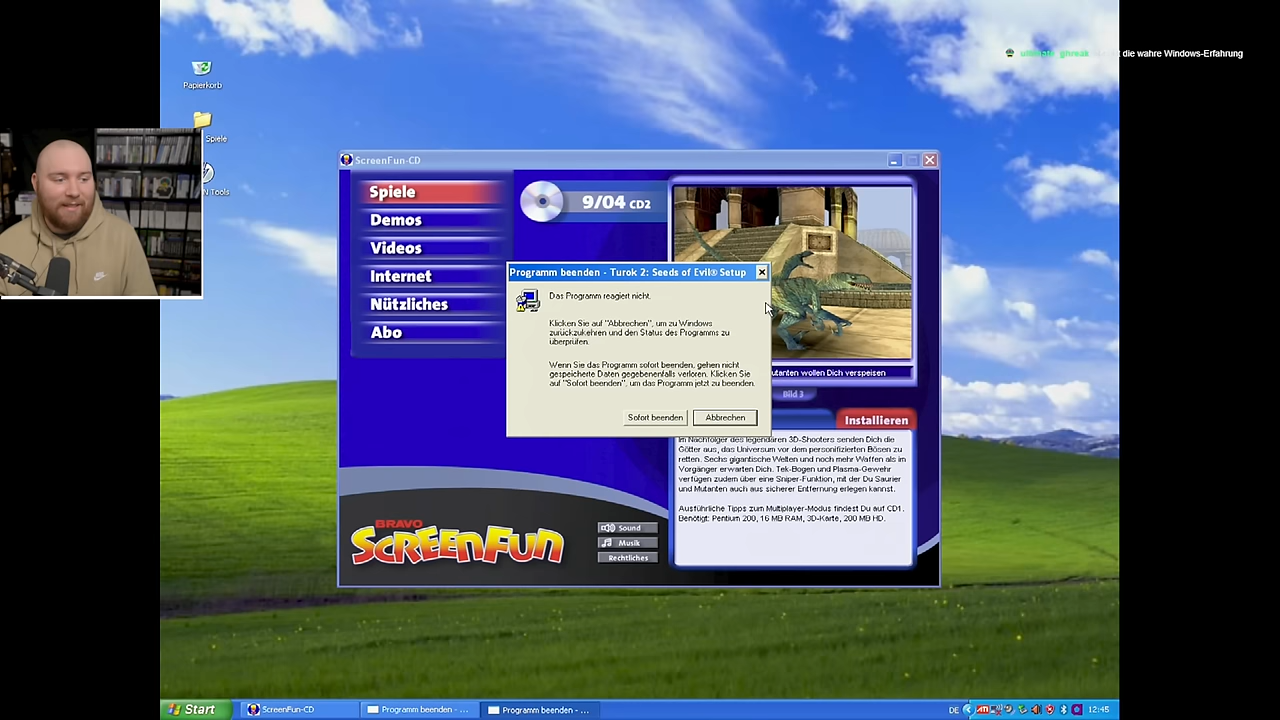 die wahre Windows-Erfahrung
Papierkorb
Spiele
N Tools
ScreenFun-CD
Spiele
Demos
Videos
Internet
Nützliches
Abo
9/04 CD2
Programm beenden - Turok 2: Seeds of Evil® Setup
Das Programm reagiert nicht.
Klicken Sie auf "Abbrechen", um zu Windows
zurückzukehren und den Status des Programms zu
überprüfen.
Wenn Sie das Programm sofort beenden, gehen nicht
gespeicherte Daten gegebenenfalls verloren. Klicken Sie
auf "Sofort beenden", um das Programm jetzt zu beenden.
Sofort beenden
Abbrechen
utanten wollen Dich verspeisen
Bild 3
Installieren
Im Nachfolger des legendären 3D-Shooters senden Dich die
Götter aus, das Universum vor dem personifizierten Bösen zu
retten. Sechs gigantische Welten und noch mehr Waffen als im
Vorgänger erwarten Dich. Tek-Bogen und Plasma-Gewehr
verfügen zudem über eine Sniper-Funktion, mit der Du Saurier
und Mutanten auch aus sicherer Entfernung erlegen kannst.
Ausführliche Tipps zum Multiplayer-Modus findest Du auf CD1.
Benötigt: Pentium 200, 16 MB RAM, 3D-Karte, 200 MB HD.
BRAVO
SCREENFUN
Sound
Musik
Rechtliches
Start
ScreenFun-CD
Programm beenden - ...
Programm beenden - ...
DE
12:45